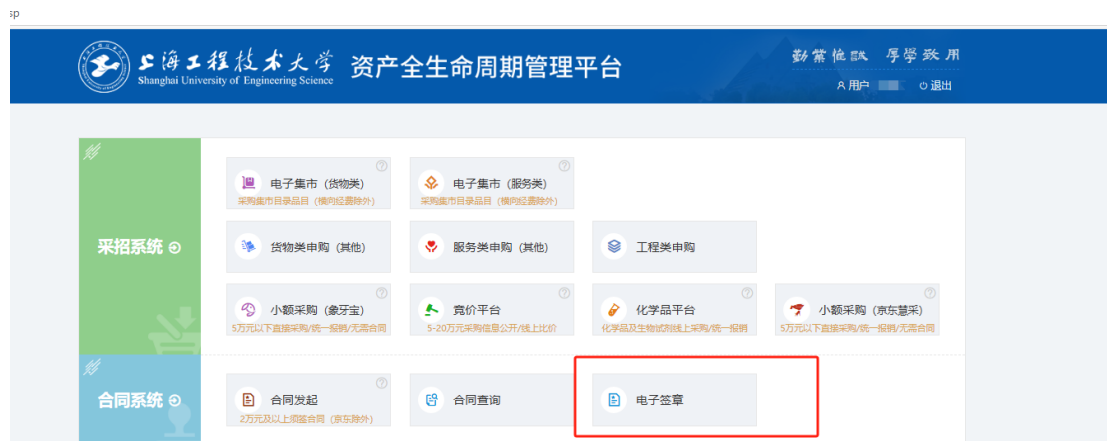 sp
上海工程技术大学
Shanghai University of Engineering Science
资产全生命周期管理平台
勤奋惟诚 厚学致用
用户 退出
电子集市（货物类）
采购集市目录品目（横向经费除外）
电子集市（服务类）
采购集市目录品目（横向经费除外）
采招系统
货物类申购（其他）
服务类申购（其他）
工程类申购
小额采购（象牙宝）
5万元以下直接采购/统一报销/无需合同
竞价平台
5-20万元采购信息公开/线上比价
化学品平台
化学品及生物试剂线上采购/统一报销
小额采购（京东慧采）
5万元以下直接采购/统一报销/无需合同
合同系统
合同发起
2万元及以上须签合同（京东除外）
合同查询
电子签章